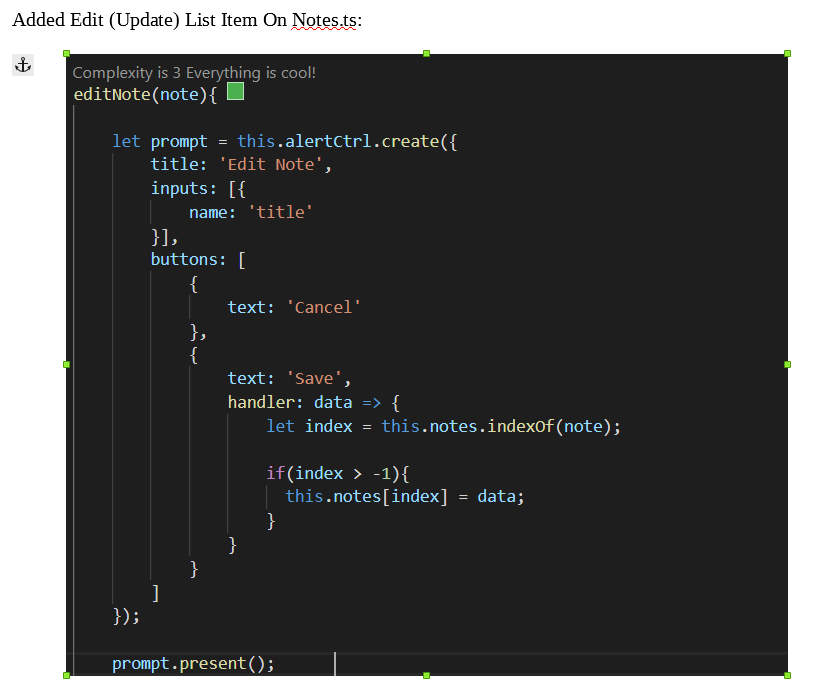 Added Edit (Update) List Item On Notes.ts:
Complexity is 3 Everything is cool!
editNote(note){
let prompt = this.alertCtrl.create({
title: 'Edit Note',
inputs: [{
name: 'title'
}],
buttons: [
{
text: 'Cancel'
},
{
text: 'Save',
handler: data => {
let index = this.notes.indexOf(note);
if(index > -1){
this.notes[index] = data;
}
}
}
]
});
prompt.present();